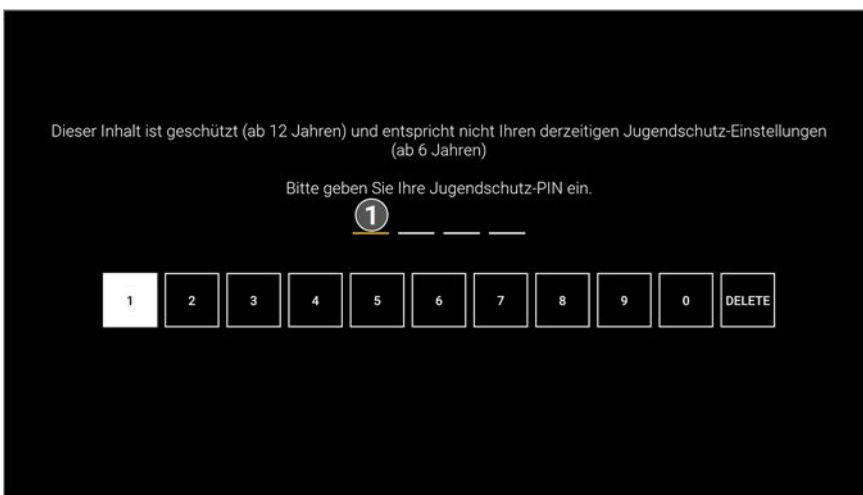 Dieser Inhalt ist geschützt (ab 12 Jahren) und entspricht nicht Ihren derzeitigen Jugendschutz-Einstellungen
(ab 6 Jahren)
Bitte geben Sie Ihre Jugendschutz-PIN ein.
1
1 2 3 4 5 6 7 8 9 0 DELETE